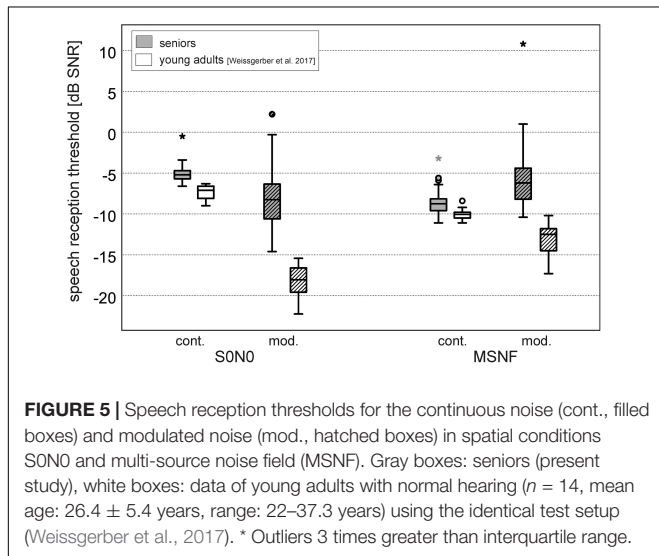 seniors
young adults [Weissgerber et al. 2017]
speech reception threshold [dB SNR]
10
5
0
-5
-10
-15
-20
cont. mod. cont. mod.
S0N0 MSNF
FIGURE 5 | Speech reception thresholds for the continuous noise (cont., filled
boxes) and modulated noise (mod., hatched boxes) in spatial conditions
S0N0 and multi-source noise field (MSNF). Gray boxes: seniors (present
study), white boxes: data of young adults with normal hearing (n = 14, mean
age: 26.4 ± 5.4 years, range: 22–37.3 years) using the identical test setup
(Weissgerber et al., 2017). * Outliers 3 times greater than interquartile range.